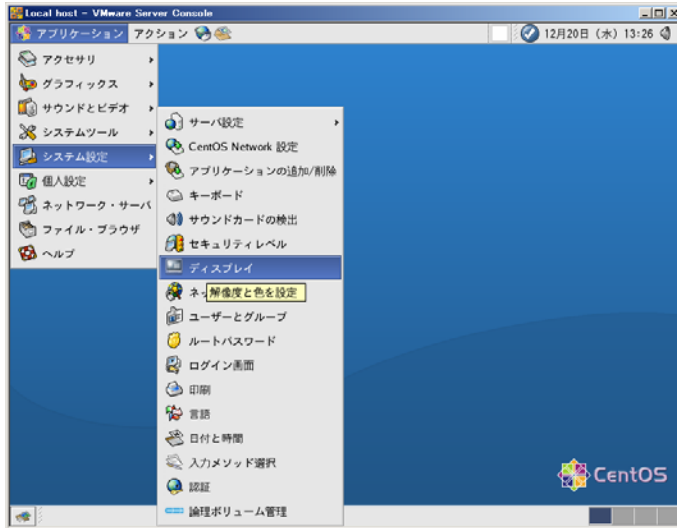 Local host - VMware Server Console
アプリケーション アクション 12月20日 (水) 13:26
アクセサリ
グラフィックス
サウンドとビデオ
システムツール
システム設定
個人設定
ネットワーク・サーバ
ファイル・ブラウザ
ヘルプ
サーバ設定
CentOS Network 設定
アプリケーションの追加/削除
キーボード
サウンドカードの検出
セキュリティレベル
ディスプレイ
解像度と色を設定
ユーザーとグループ
ルートパスワード
ログイン画面
印刷
言語
日付と時間
入力メソッド選択
認証
論理ボリューム管理
CentOS